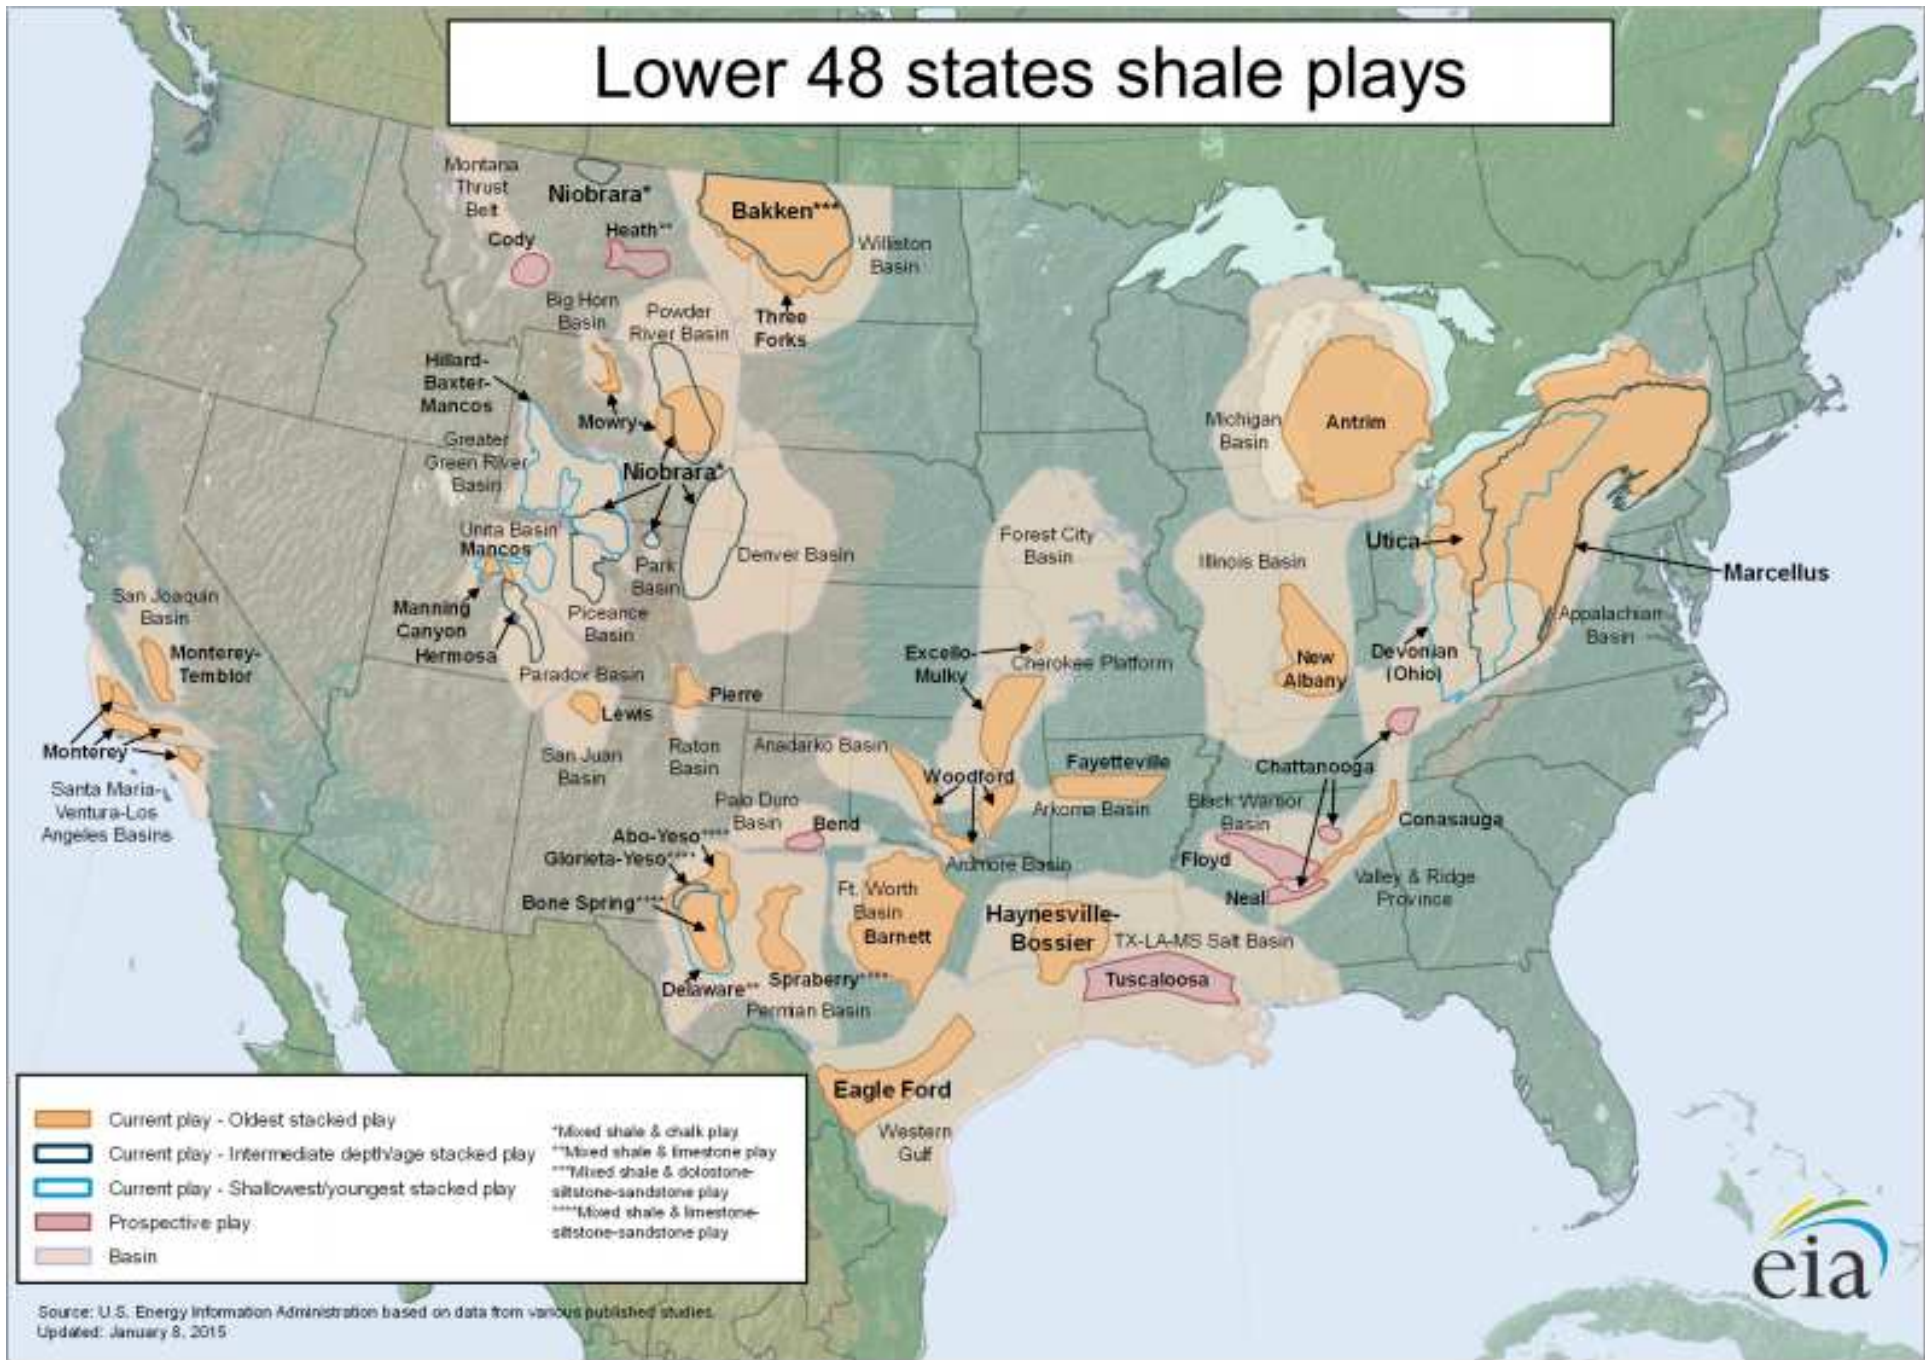 Lower 48 states shale plays
Montana
Thrust
Belt
Niobrara*
Cody
Heath**
Bakken***
Williston
Basin
Big Horn
Basin
Powder
River Basin
Three
Forks
Hillard-
Baxter-
Mancos
Mowry
Greater
Green River
Basin
Niobrara*
Michigan
Basin
Antrim
Unita Basin
Mancos
Park
Basin
Denver Basin
Forest City
Basin
Illinois Basin
Utica
Marcellus
San Joaquin
Basin
Monterey-
Temblor
Manning
Canyon
Hermosa
Piceance
Basin
Paradox Basin
Excello-
Mulky
Cherokee Platform
New
Albany
Devonian
(Ohio)
Appalachian
Basin
Pierre
Lewis
Monterey
San Juan
Basin
Raton
Basin
Anadarko Basin
Woodford
Fayetteville
Arkoma Basin
Chattanooga
Santa Maria-
Ventura-Los
Angeles Basins
Palo Duro
Basin
Bend
Black Warrior
Basin
Conasauga
Abo-Yeso****
Glorieta-Yeso****
Bone Spring****
Ardmore Basin
Floyd
Neal
Valley & Ridge
Province
Ft. Worth
Basin
Barnett
Haynesville-
Bossier
TX-LA-MS Salt Basin
Tuscaloosa
Delaware**
Spraberry****
Permian Basin
Eagle Ford
Western
Gulf
Current play - Oldest stacked play
Current play - Intermediate depth/age stacked play
Current play - Shallowest/youngest stacked play
Prospective play
Basin
*Mixed shale & chalk play
**Mixed shale & limestone play
***Mixed shale & dolostone-
siltstone-sandstone play
****Mixed shale & limestone-
siltstone-sandstone play
eia
Source: U.S. Energy Information Administration based on data from various published studies.
Updated: January 8, 2015